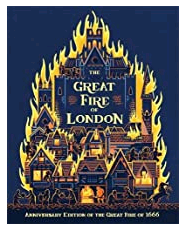 THE
GREAT
FIRE
OF
LONDON
ANNIVERSARY EDITION OF THE GREAT FIRE OF 1666